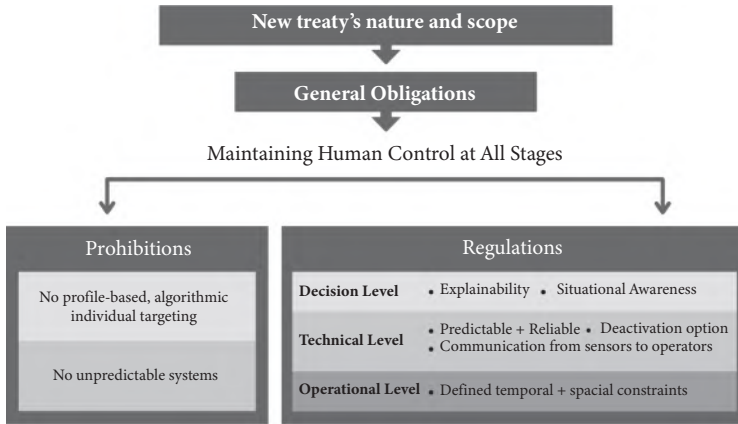 New treaty's nature and scope
General Obligations
Maintaining Human Control at All Stages
Prohibitions
No profile-based, algorithmic
individual targeting
No unpredictable systems
Regulations
Decision Level • Explainability • Situational Awareness
Technical Level • Predictable + Reliable • Deactivation option
• Communication from sensors to operators
Operational Level • Defined temporal + spacial constraints